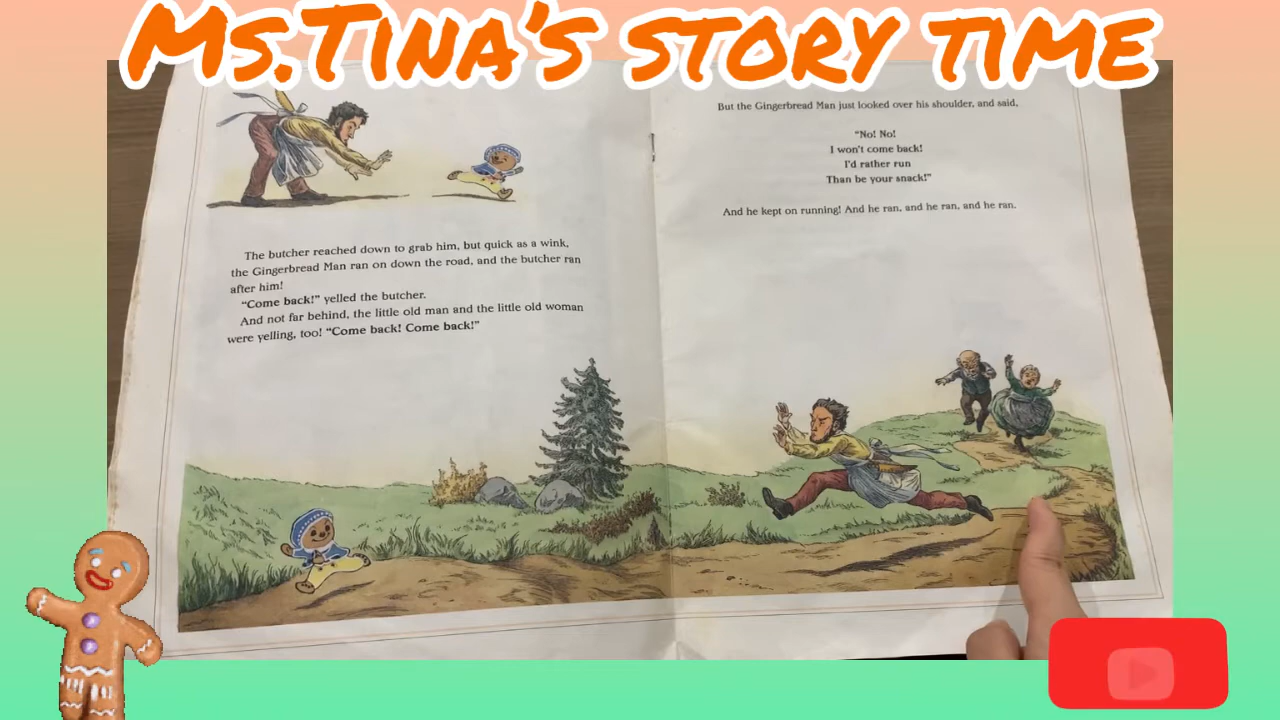 Ms.Tina's story time
The butcher reached down to grab him, but quick as a wink,
the Gingerbread Man ran on down the road, and the butcher ran
after him!
"Come back!" yelled the butcher.
And not far behind, the little old man and the little old woman
were yelling, too! "Come back! Come back!"
But the Gingerbread Man just looked over his shoulder, and said,
"No! No!
I won't come back!
I'd rather run
Than be your snack!"
And he kept on running! And he ran, and he ran, and he ran.